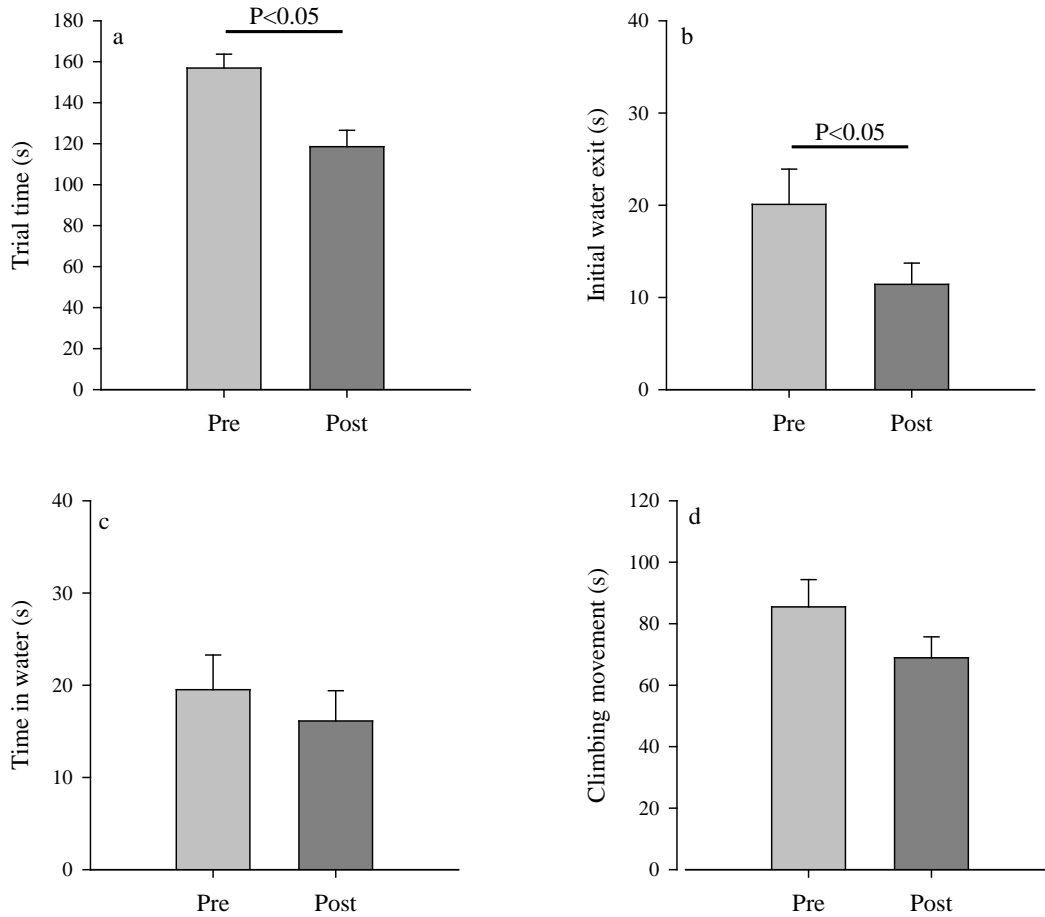 a
P<0.05
Trial time (s)
180
160
140
120
100
80
60
40
20
0
Pre Post
b
P<0.05
Initial water exit (s)
40
30
20
10
0
Pre Post
c
Time in water (s)
40
30
20
10
0
Pre Post
d
Climbing movement (s)
120
100
80
60
40
20
0
Pre Post